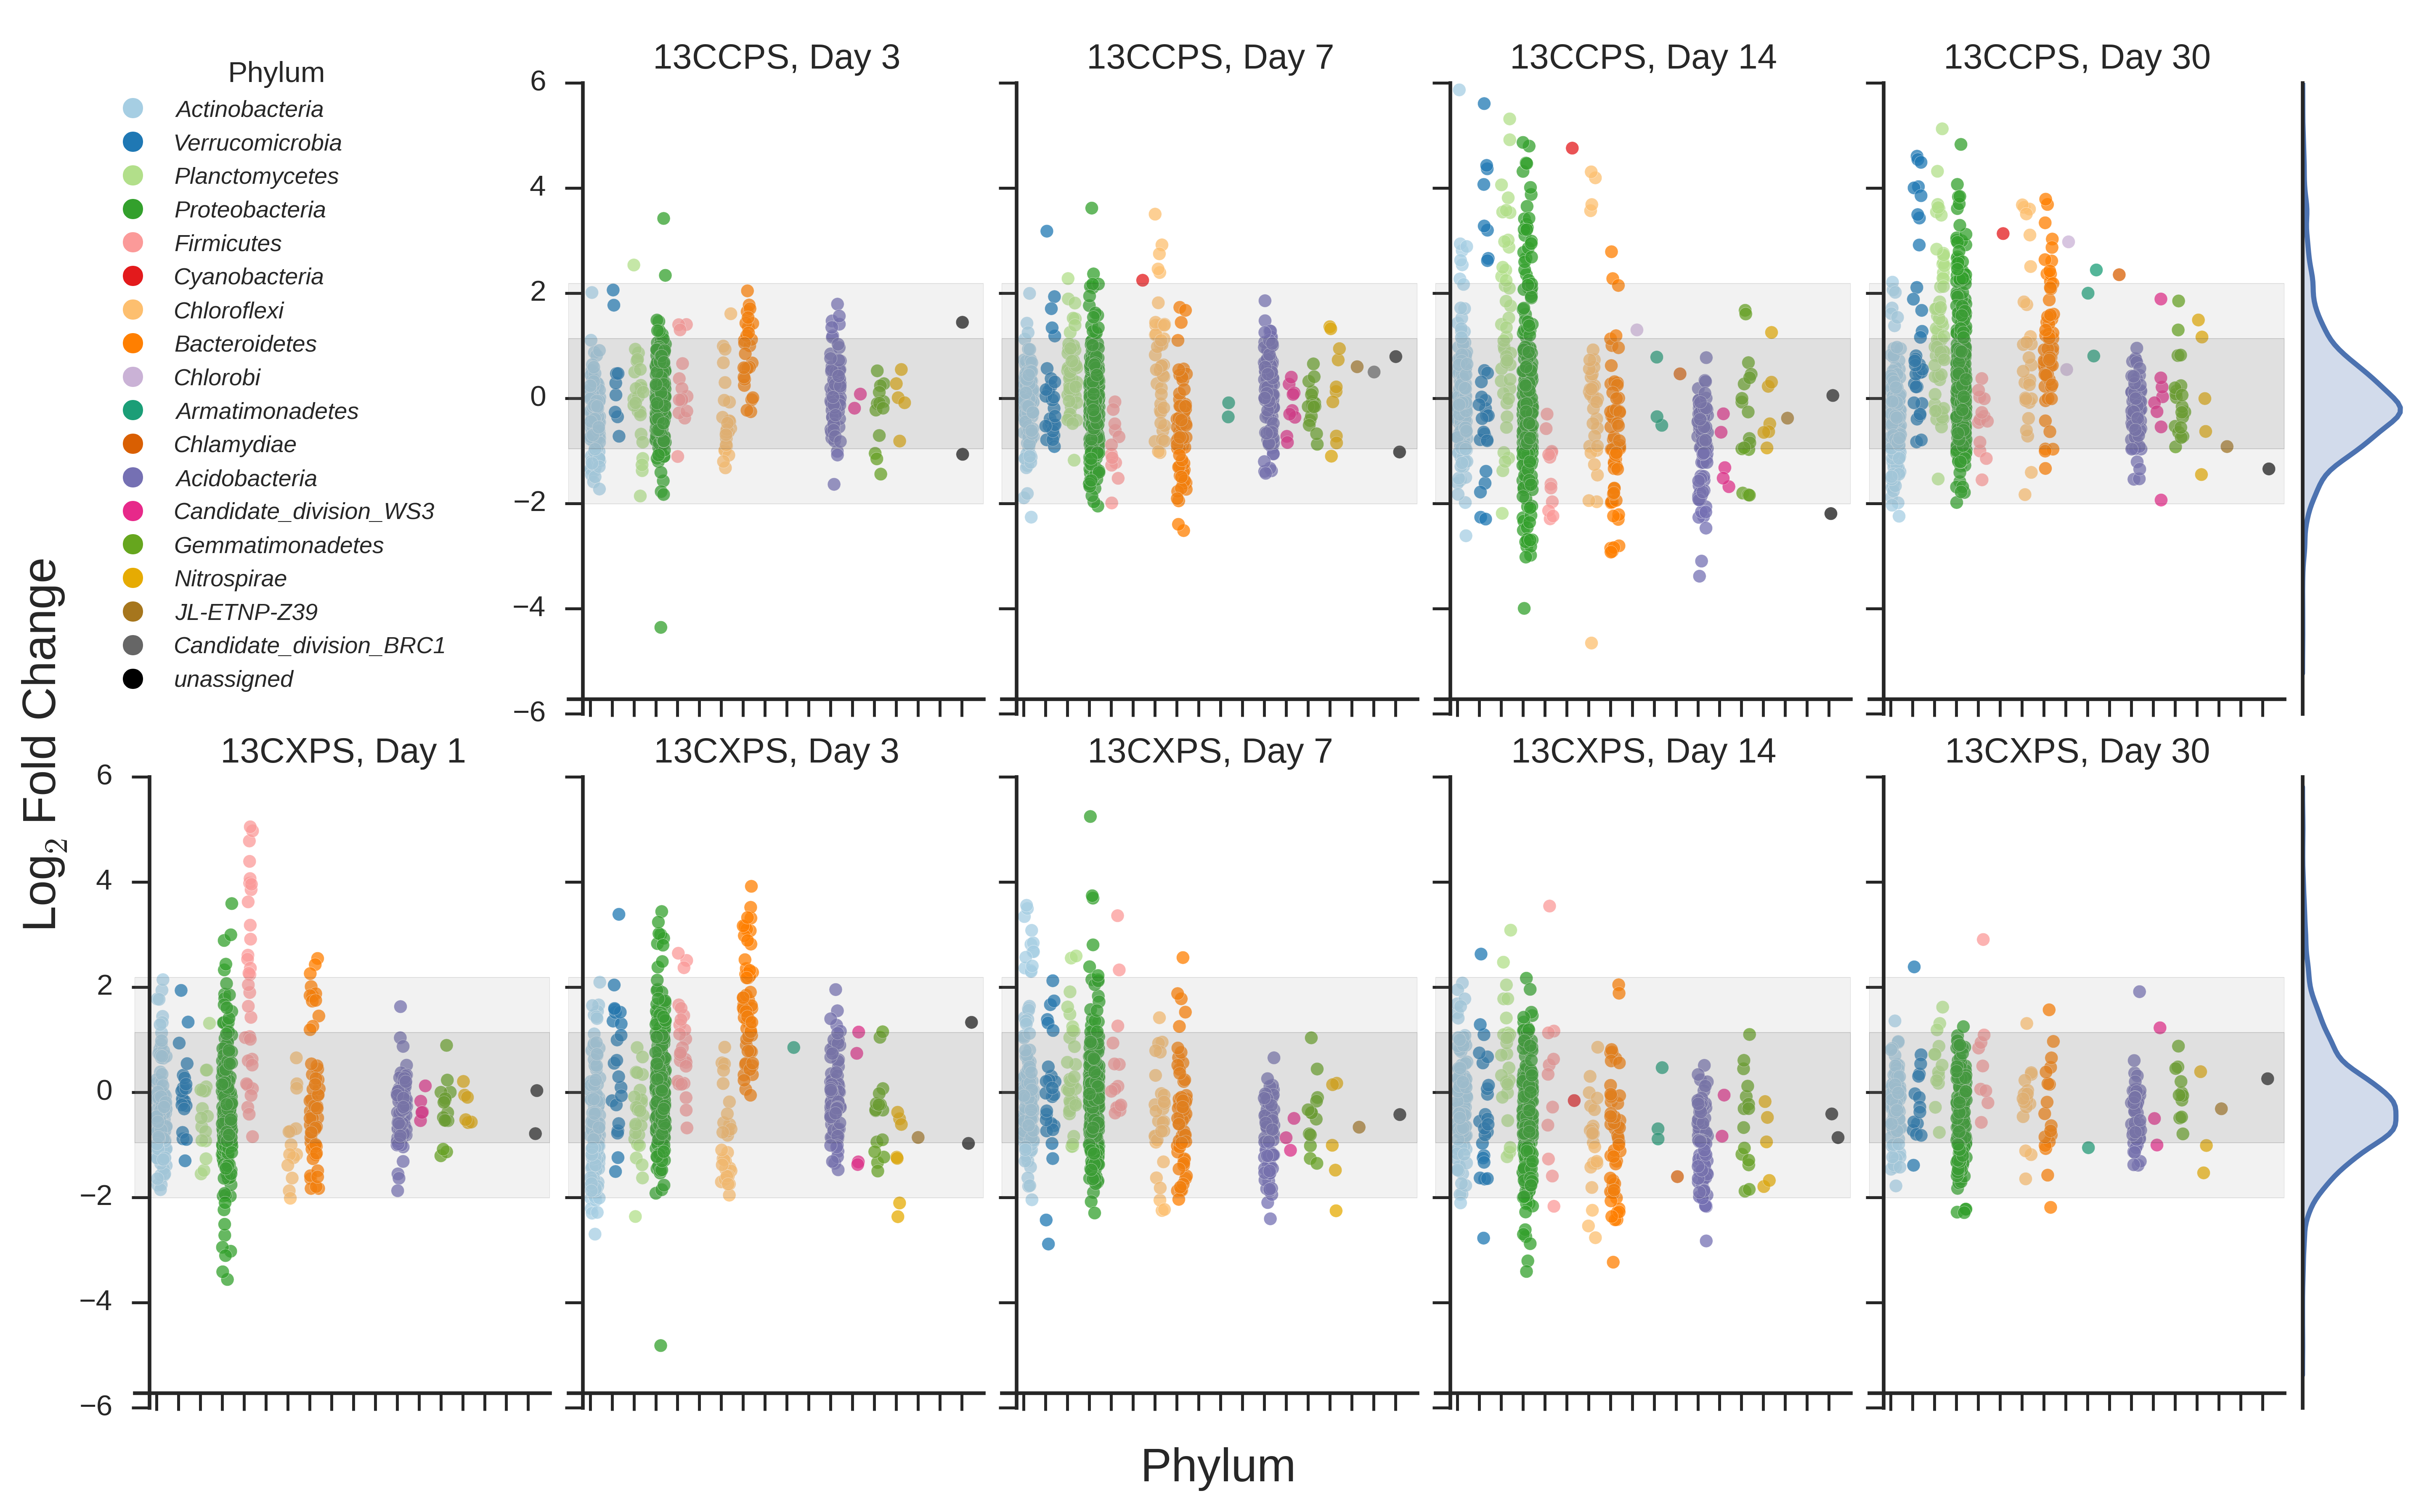 13CCPS, Day 3
13CCPS, Day 7
13CCPS, Day 14
13CCPS, Day 30
Phylum
Actinobacteria
Verrucomicrobia
Planctomycetes
Proteobacteria
Firmicutes
Cyanobacteria
Chloroflexi
Bacteroidetes
Chlorobi
Armatimonadetes
Chlamydiae
Acidobacteria
Candidate_division_WS3
Gemmatimonadetes
Nitrospirae
JL-ETNP-Z39
Candidate_division_BRC1
unassigned
6
4
2
0
−2
−4
−6
Log2 Fold Change
13CXPS, Day 1
13CXPS, Day 3
13CXPS, Day 7
13CXPS, Day 14
13CXPS, Day 30
6
4
2
0
−2
−4
−6
Phylum